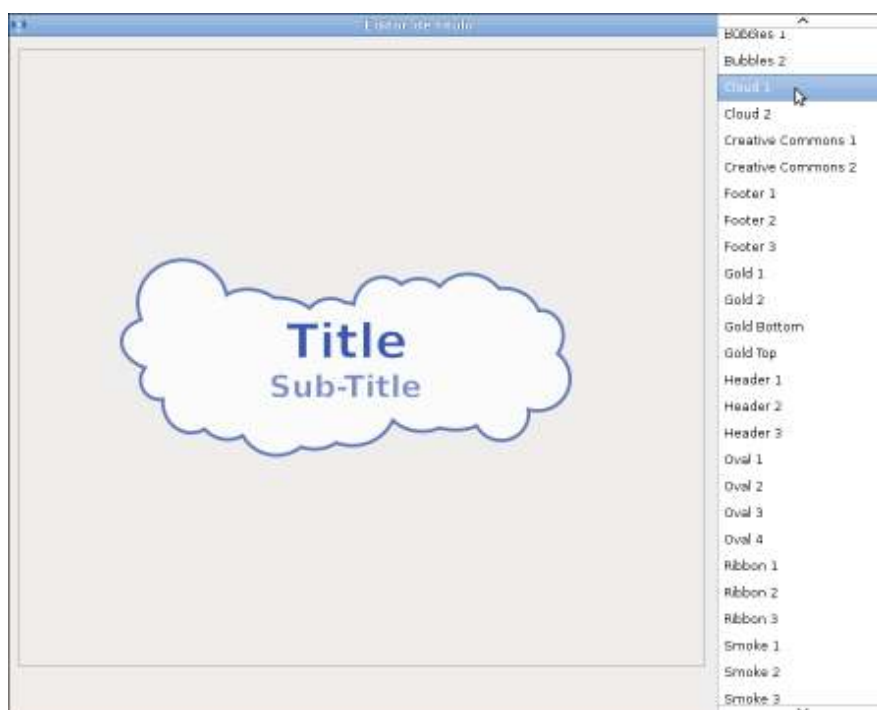 Editor de título
Title
Sub-Title
Bubbles 1
Bubbles 2
Cloud 1
Cloud 2
Creative Commons 1
Creative Commons 2
Footer 1
Footer 2
Footer 3
Gold 1
Gold 2
Gold Bottom
Gold Top
Header 1
Header 2
Header 3
Oval 1
Oval 2
Oval 3
Oval 4
Ribbon 1
Ribbon 2
Ribbon 3
Smoke 1
Smoke 2
Smoke 3